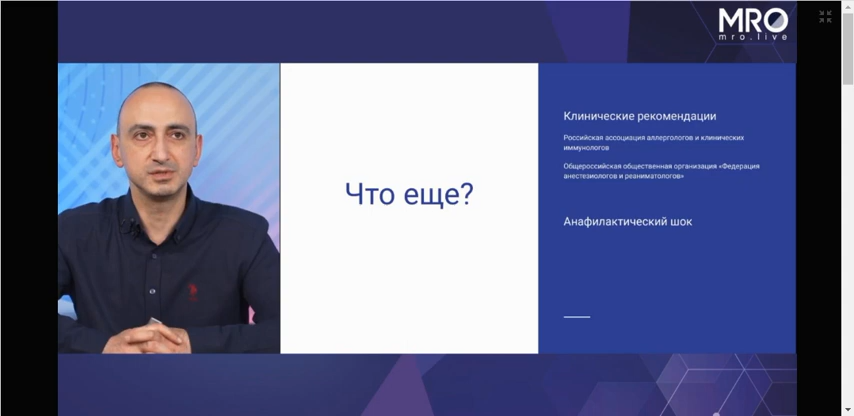 MRO
mro.live
Что еще?
Клинические рекомендации
Российская ассоциация аллергологов и клинических
иммунологов
Общероссийская общественная организация «Федерация
анестезиологов и реаниматологов»
Анафилактический шок